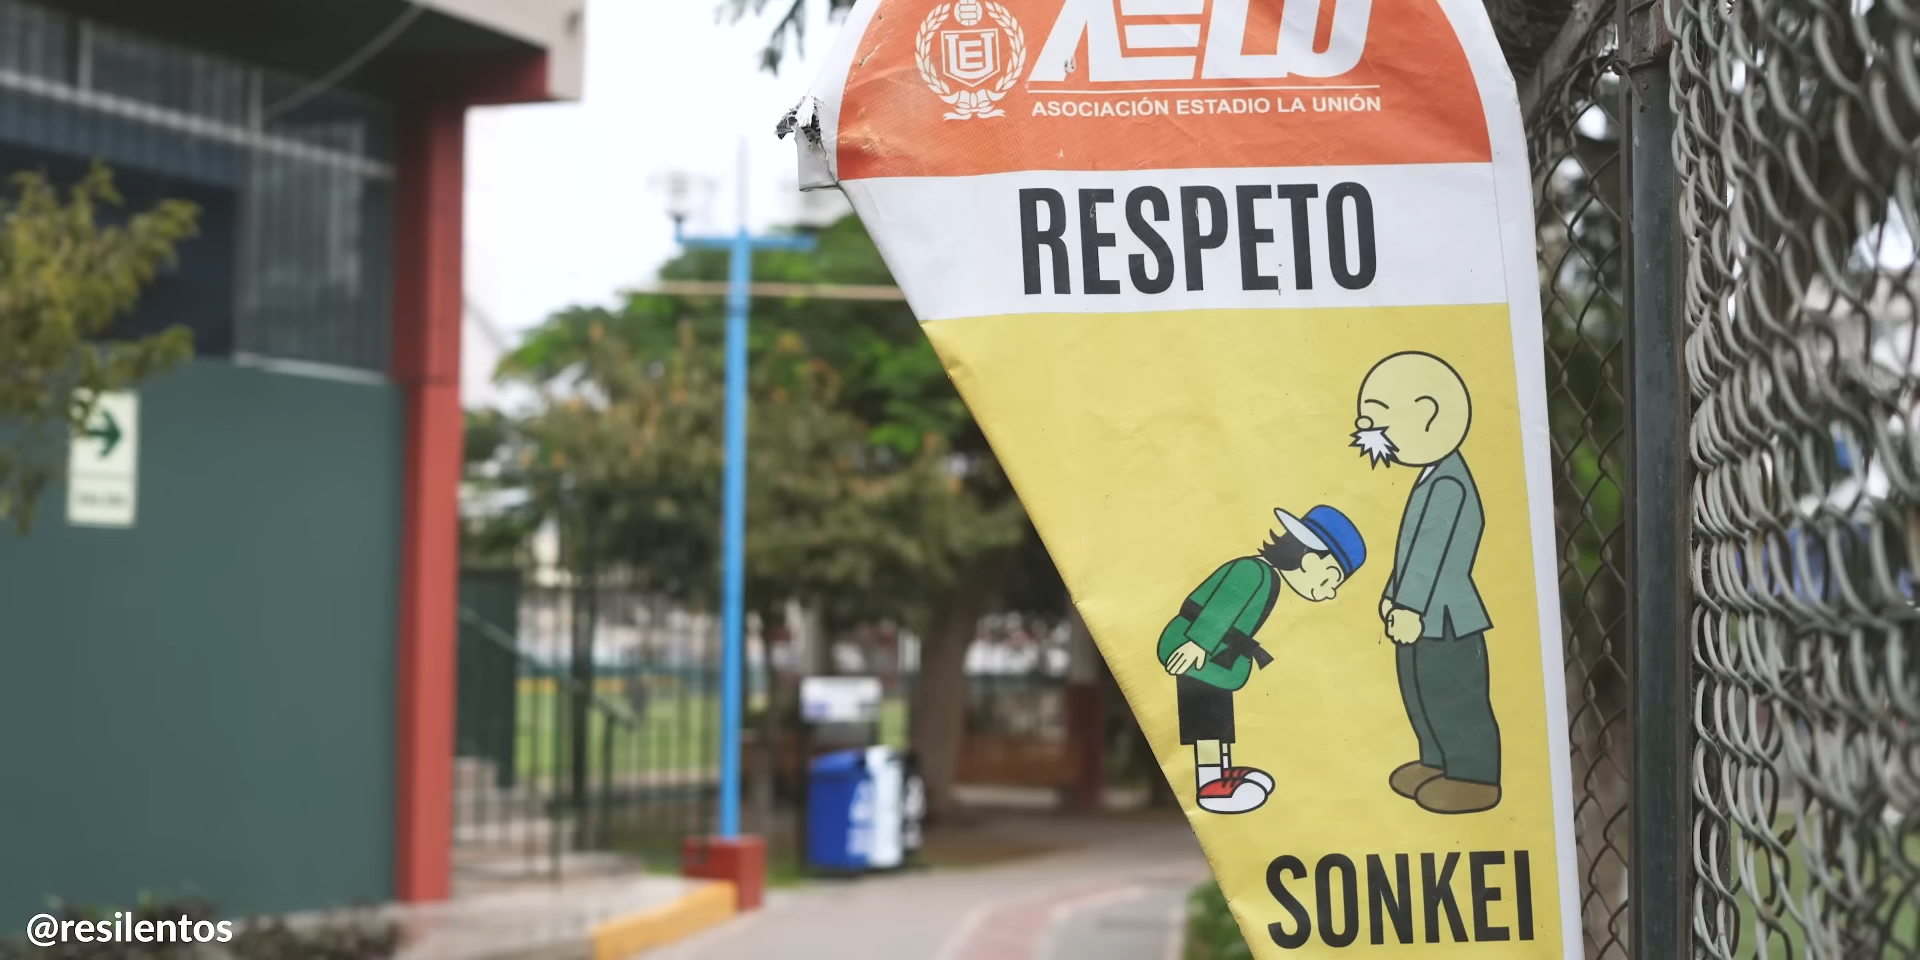 AELU
ASOCIACIÓN ESTADIO LA UNIÓN
RESPETO
SONKEI
@resilentos